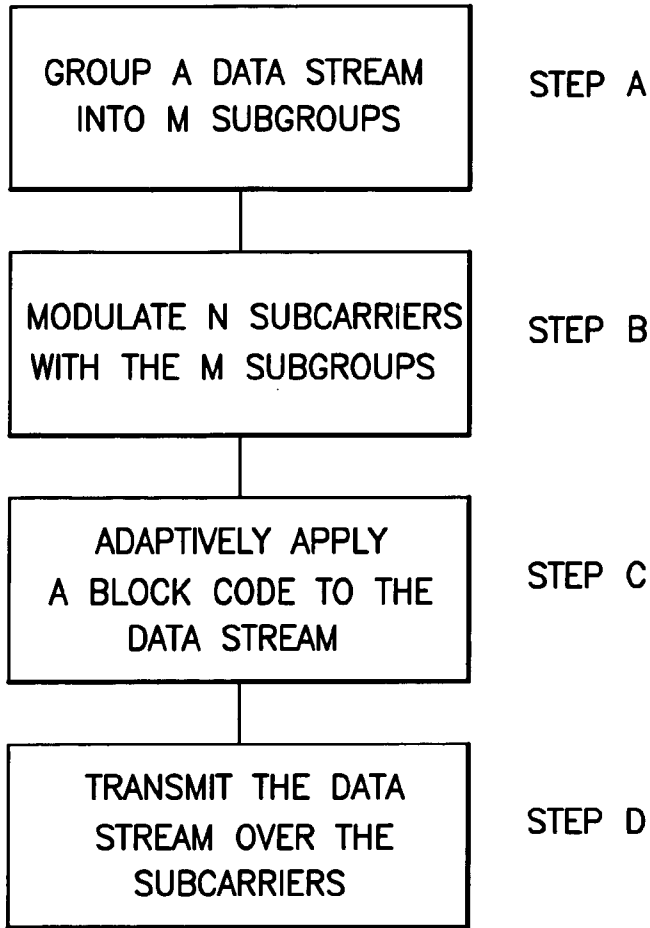 GROUP A DATA STREAM
INTO M SUBGROUPS
STEP A
MODULATE N SUBCARRIERS
WITH THE M SUBGROUPS
STEP B
ADAPTIVELY APPLY
A BLOCK CODE TO THE
DATA STREAM
STEP C
TRANSMIT THE DATA
STREAM OVER THE
SUBCARRIERS
STEP D